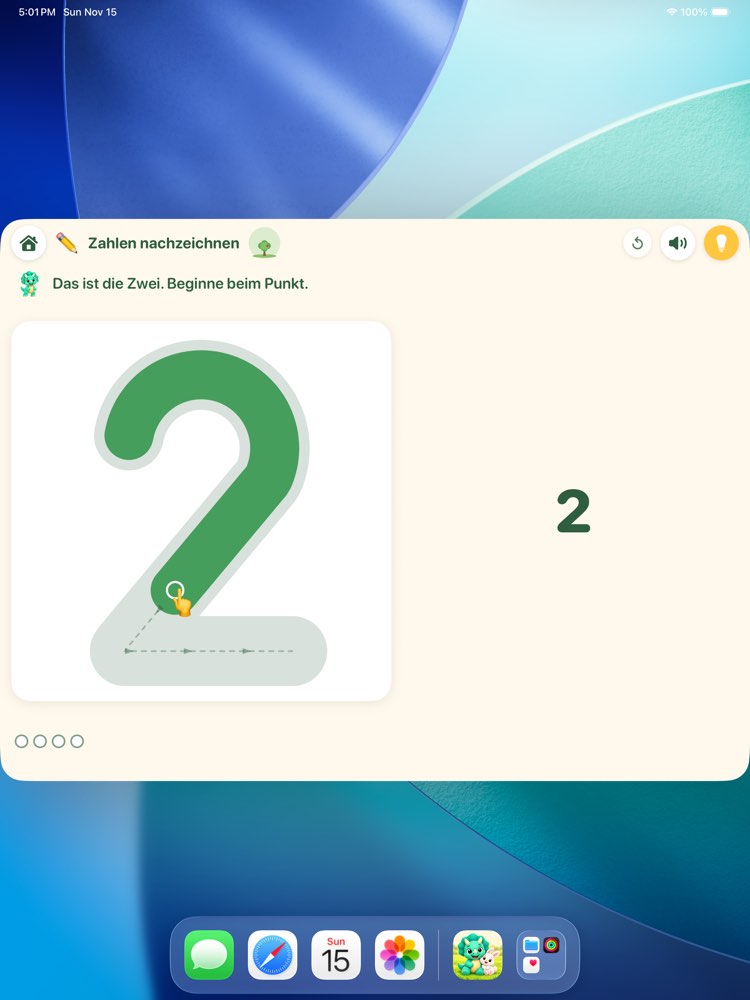 5:01 PM Sun Nov 15
100%
Zahlen nachzeichnen
Das ist die Zwei. Beginne beim Punkt.
2
2
Sun
15